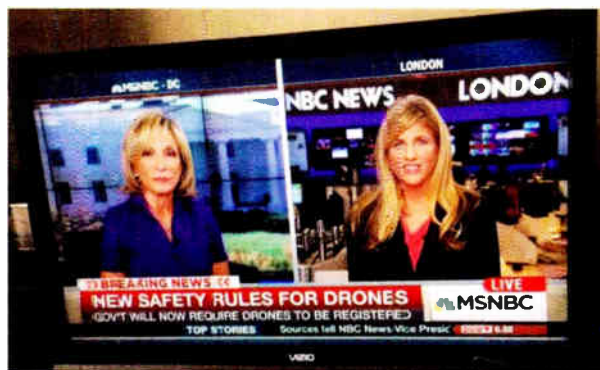 MSNBC - DC
LONDON
NBC NEWS
LONDON
BREAKING NEWS
NEW SAFETY RULES FOR DRONES
GOV'T WILL NOW REQUIRE DRONES TO BE REGISTERED
LIVE
MSNBC
TOP STORIES Sources tell NBC News Vice Presid
VIZIO